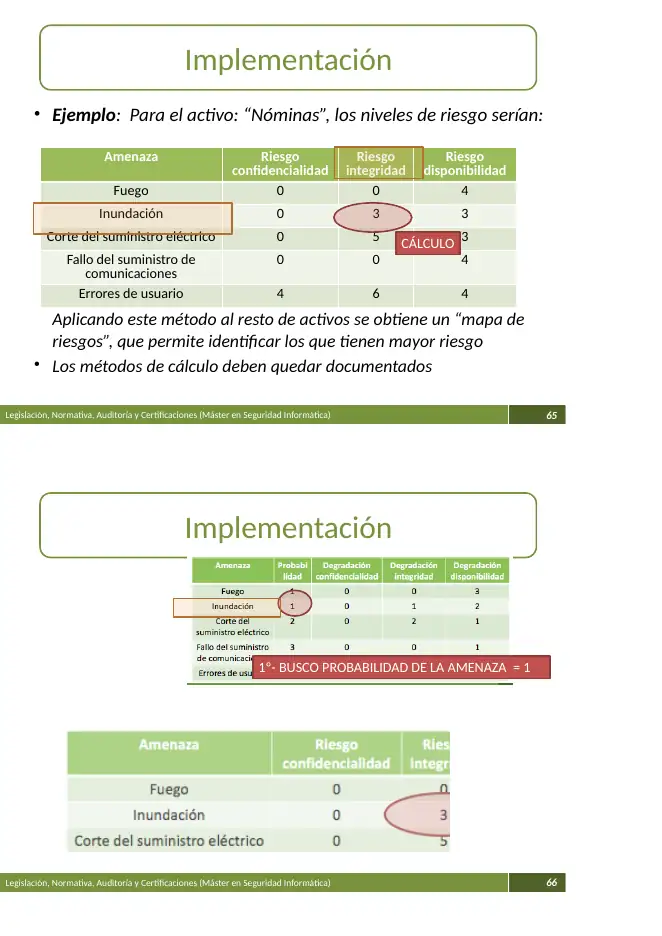 Implementación
• Ejemplo: Para el activo: “Nóminas”, los niveles de riesgo serían:
Amenaza Riesgo confidencialidad Riesgo integridad Riesgo disponibilidad
Fuego 0 0 4
Inundación 0 3 3
Corte del suministro eléctrico 0 5 3
CÁLCULO
Fallo del suministro de comunicaciones 0 0 4
Errores de usuario 4 6 4
Aplicando este método al resto de activos se obtiene un “mapa de
riesgos”, que permite identificar los que tienen mayor riesgo
• Los métodos de cálculo deben quedar documentados
Legislación, Normativa, Auditoría y Certificaciones (Máster en Seguridad Informática) 65
Implementación
Amenaza Probabilidad Degradación confidencialidad Degradación integridad Degradación disponibilidad
Fuego 1 0 0 3
Inundación 1 0 1 2
Corte del suministro eléctrico 2 0 2 1
Fallo del suministro de comunicacio 3 0 0 1
Errores de usu
1º- BUSCO PROBABILIDAD DE LA AMENAZA = 1
Amenaza Riesgo confidencialidad Ries integr
Fuego 0 0
Inundación 0 3
Corte del suministro eléctrico 0 5
Legislación, Normativa, Auditoría y Certificaciones (Máster en Seguridad Informática) 66